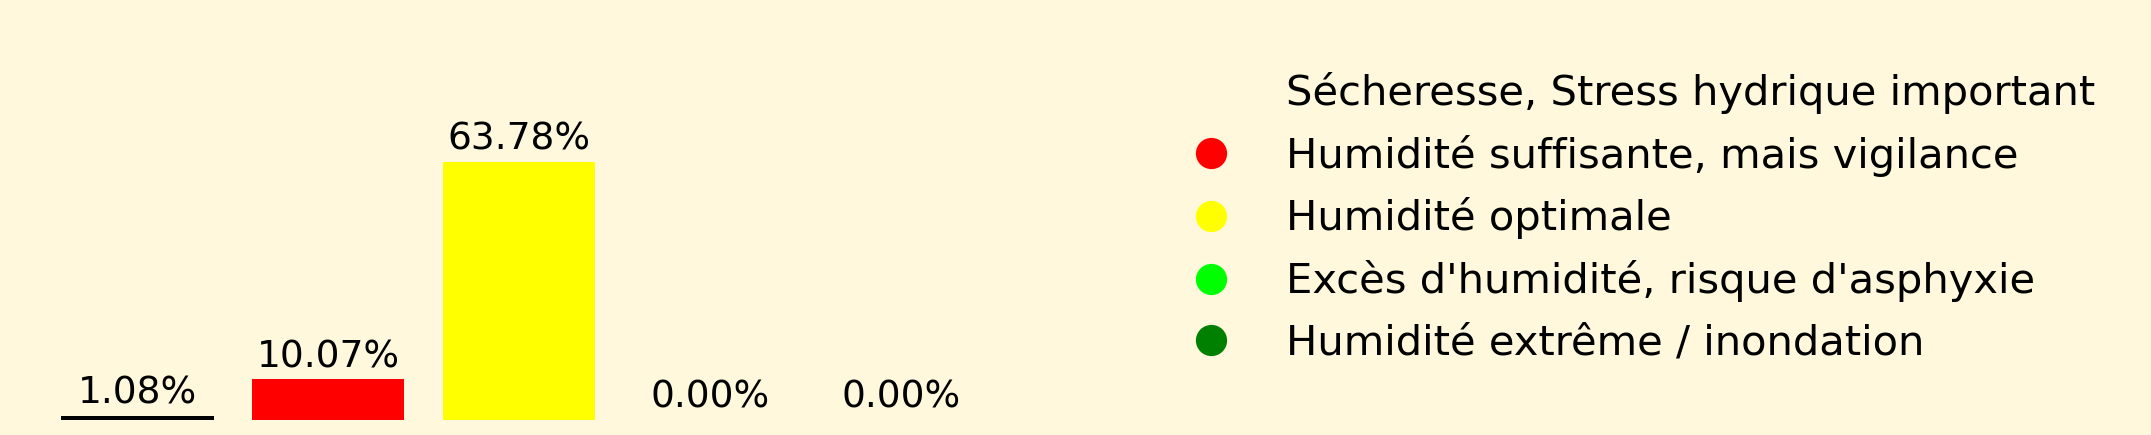 63.78%
10.07%
1.08%
0.00%
0.00%
Sécheresse, Stress hydrique important
Humidité suffisante, mais vigilance
Humidité optimale
Excès d'humidité, risque d'asphyxie
Humidité extrême / inondation